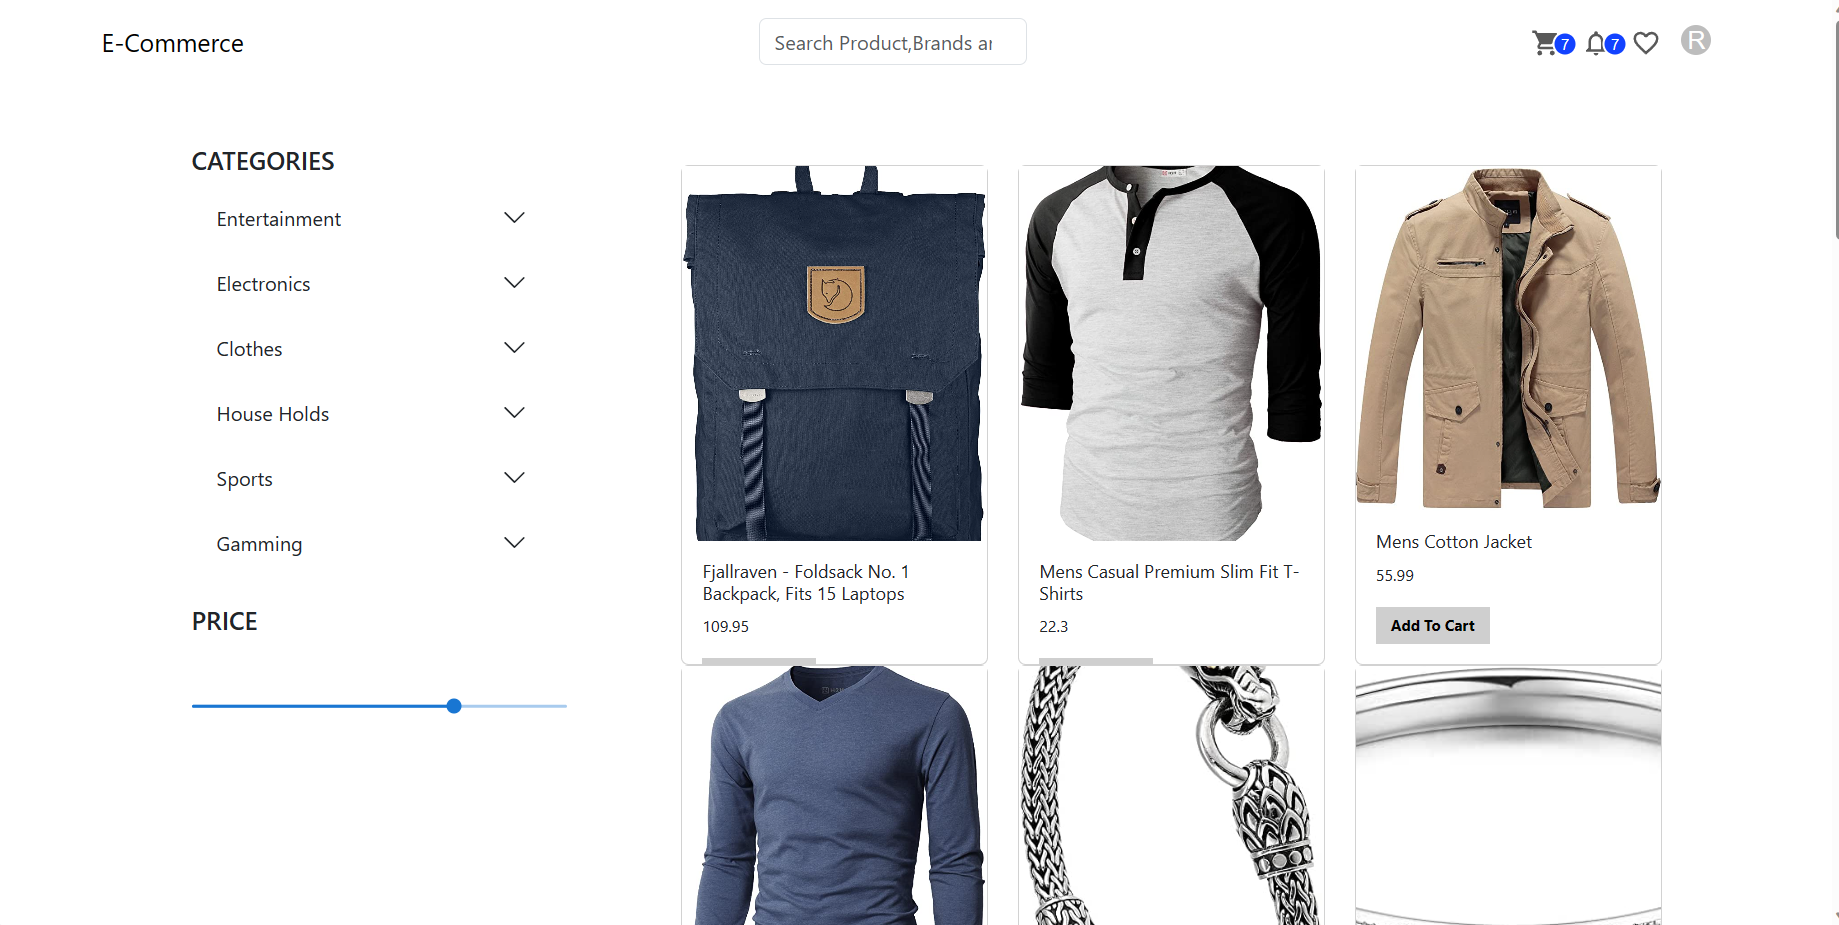 E-Commerce
Search Product,Brands ar
7
7
R
CATEGORIES
Entertainment
Electronics
Clothes
House Holds
Sports
Gamming
PRICE
Fjallraven - Foldsack No. 1
Backpack, Fits 15 Laptops
109.95
Mens Casual Premium Slim Fit T-
Shirts
22.3
Mens Cotton Jacket
55.99
Add To Cart